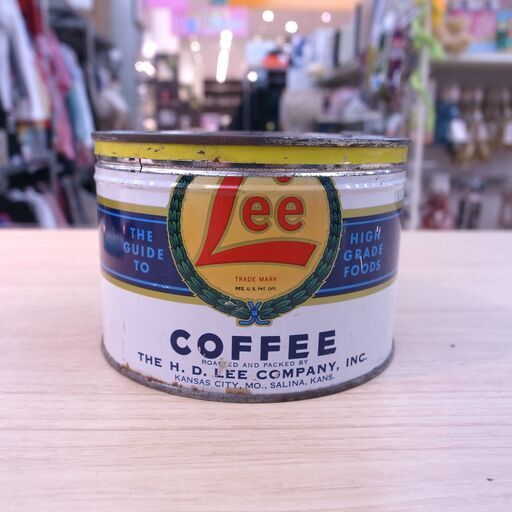 Lee
THE
GUIDE
TO
HIGH
GRADE
FOODS
TRADE MARK
REG. U. S. PAT. OFF.
COFFEE
ROASTED AND PACKED BY
THE H. D. LEE COMPANY, INC.
KANSAS CITY, MO., SALINA, KANS.